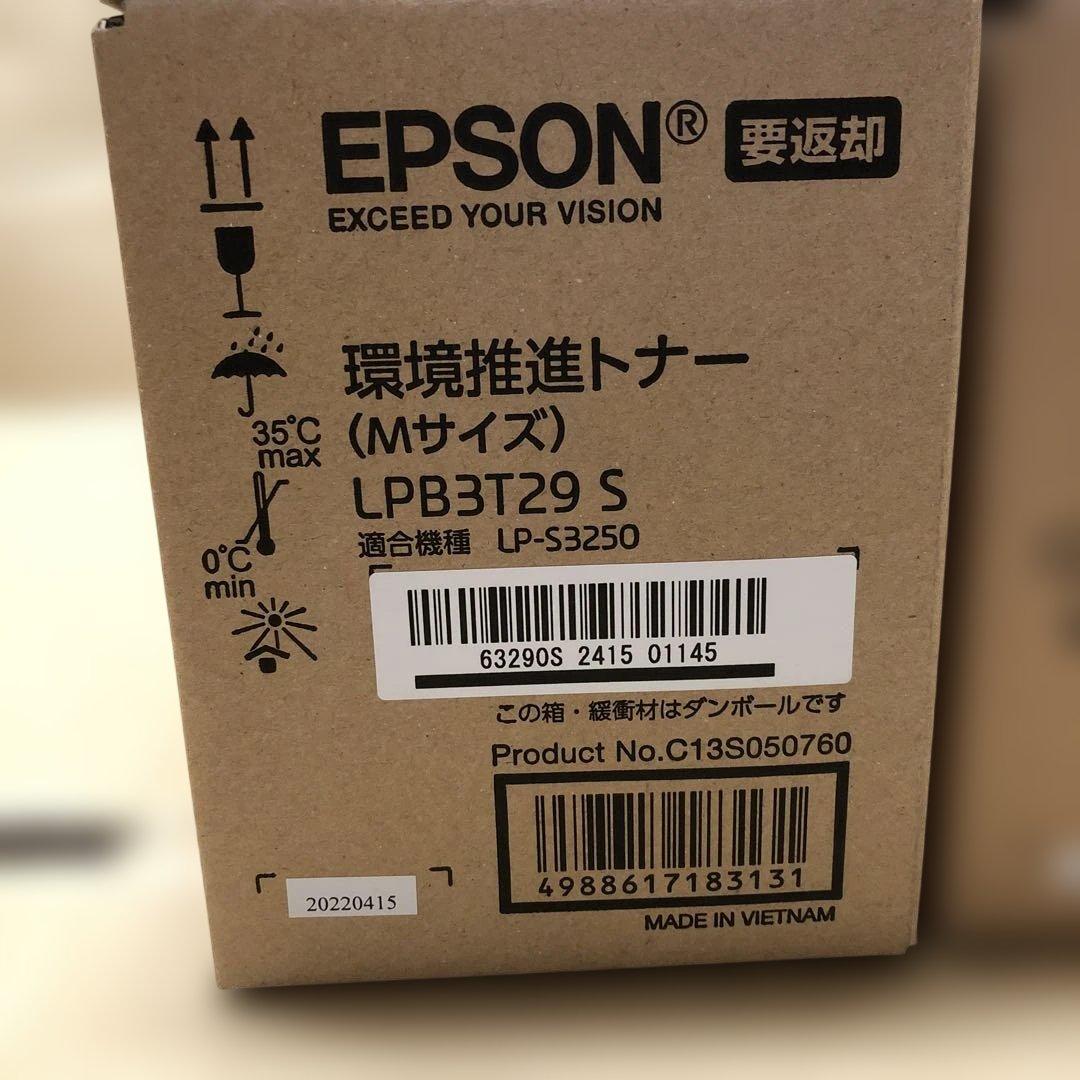 EPSON® 要返却
EXCEED YOUR VISION
環境推進トナー
(Mサイズ)
35℃
max
LPB3T29 S
適合機種 LP-S3250
0℃
min
63290S 2415 01145
この箱・緩衝材はダンボールです
Product No.C13S050760
4988617183131
20220415
MADE IN VIETNAM